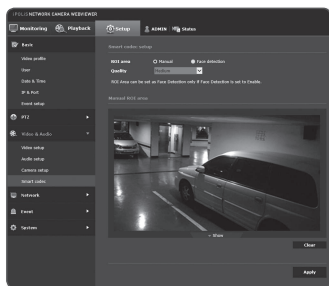 iPOLiS NETWORK CAMERA WEBVIEWER
Monitoring
Playback
Setup
ADMIN
Status
Basic
Video profile
User
Date & Time
IP & Port
Event setup
PTZ
Video & Audio
Video setup
Audio setup
Camera setup
Smart codec
Network
Event
System
Smart codec setup
ROI area
Manual
Face detection
Quality
Medium
ROI Area can be set as Face Detection only if Face Detection is set to Enable.
Manual ROI area
Show
Clear
Apply